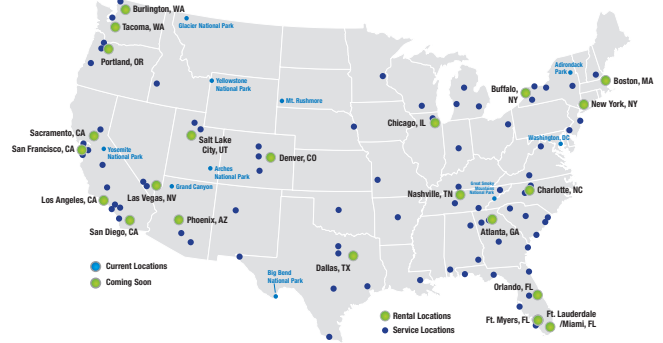 Burlington, WA
Tacoma, WA
Glacier National Park
Portland, OR
Yellowstone
National Park
Mt. Rushmore
Adirondack
Park
Boston, MA
Buffalo,
NY
New York, NY
Chicago, IL
Washington, DC
Sacramento, CA
San Francisco, CA
Yosemite
National Park
Salt Lake
City, UT
Denver, CO
Arches
National Park
Grand Canyon
Las Vegas, NV
Los Angeles, CA
San Diego, CA
Phoenix, AZ
Nashville, TN
Great Smoky
Mountains
National Park
Charlotte, NC
Atlanta, GA
Dallas, TX
Big Bend
National Park
Current Locations
Coming Soon
Orlando, FL
Ft. Myers, FL
Ft. Lauderdale
/Miami, FL
Rental Locations
Service Locations